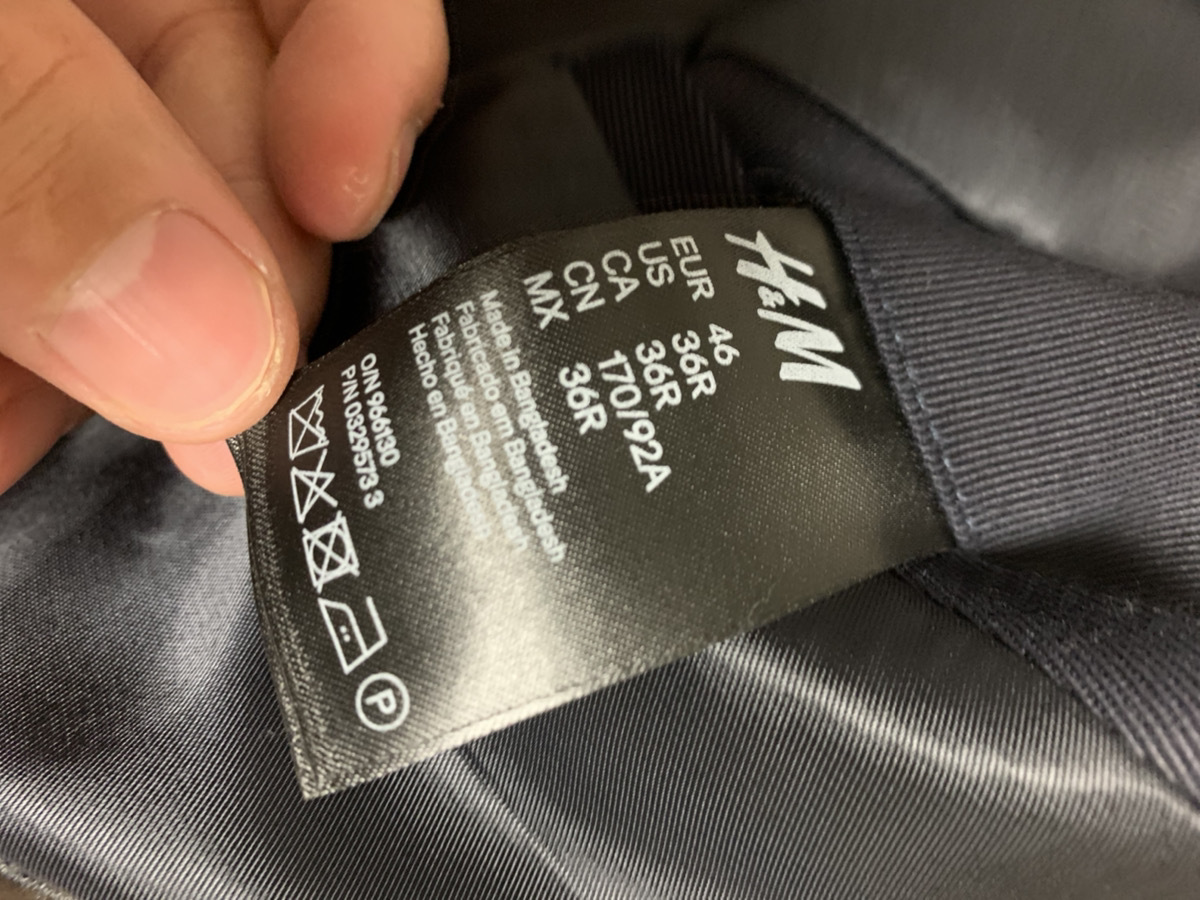 H&M
EUR 46
US 36R
CA 36R
CN 170/92A
MX 36R
Made in Bangladesh
Fabricado em Bangladesh
Fabriqué en Bangladesh
Hecho en Bangladesh
O/N 966130
P/N 0329573 3
P